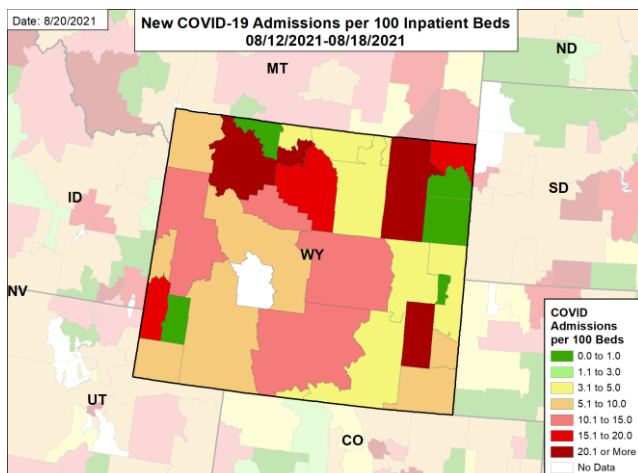 Date: 8/20/2021
New COVID-19 Admissions per 100 Inpatient Beds
08/12/2021-08/18/2021
ND
MT
ID
SD
WY
NV
UT
CO
COVID
Admissions
per 100 Beds
0.0 to 1.0
1.1 to 3.0
3.1 to 5.0
5.1 to 10.0
10.1 to 15.0
15.1 to 20.0
20.1 or More
No Data